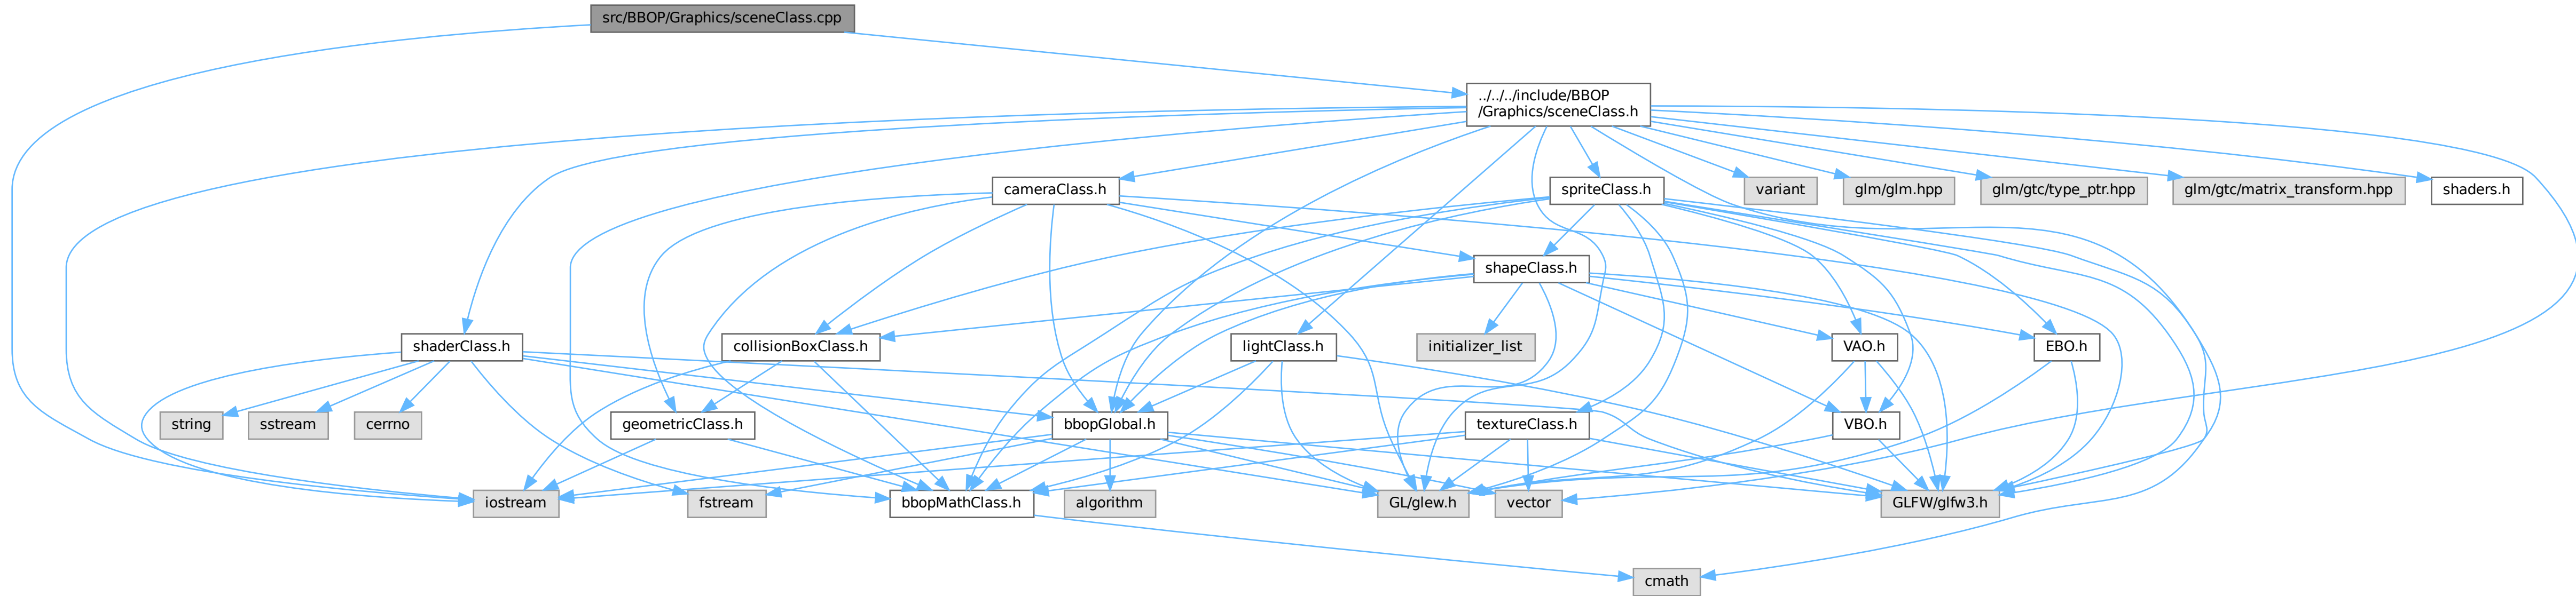 src/BBOP/Graphics/sceneClass.cpp
../../../include/BBOP
/Graphics/sceneClass.h
cameraClass.h
spriteClass.h
variant
glm/glm.hpp
glm/gtc/type_ptr.hpp
glm/gtc/matrix_transform.hpp
shaders.h
shapeClass.h
shaderClass.h
collisionBoxClass.h
lightClass.h
initializer_list
VAO.h
EBO.h
string
sstream
cerrno
geometricClass.h
bbopGlobal.h
textureClass.h
VBO.h
iostream
fstream
bbopMathClass.h
algorithm
GL/glew.h
vector
GLFW/glfw3.h
cmath